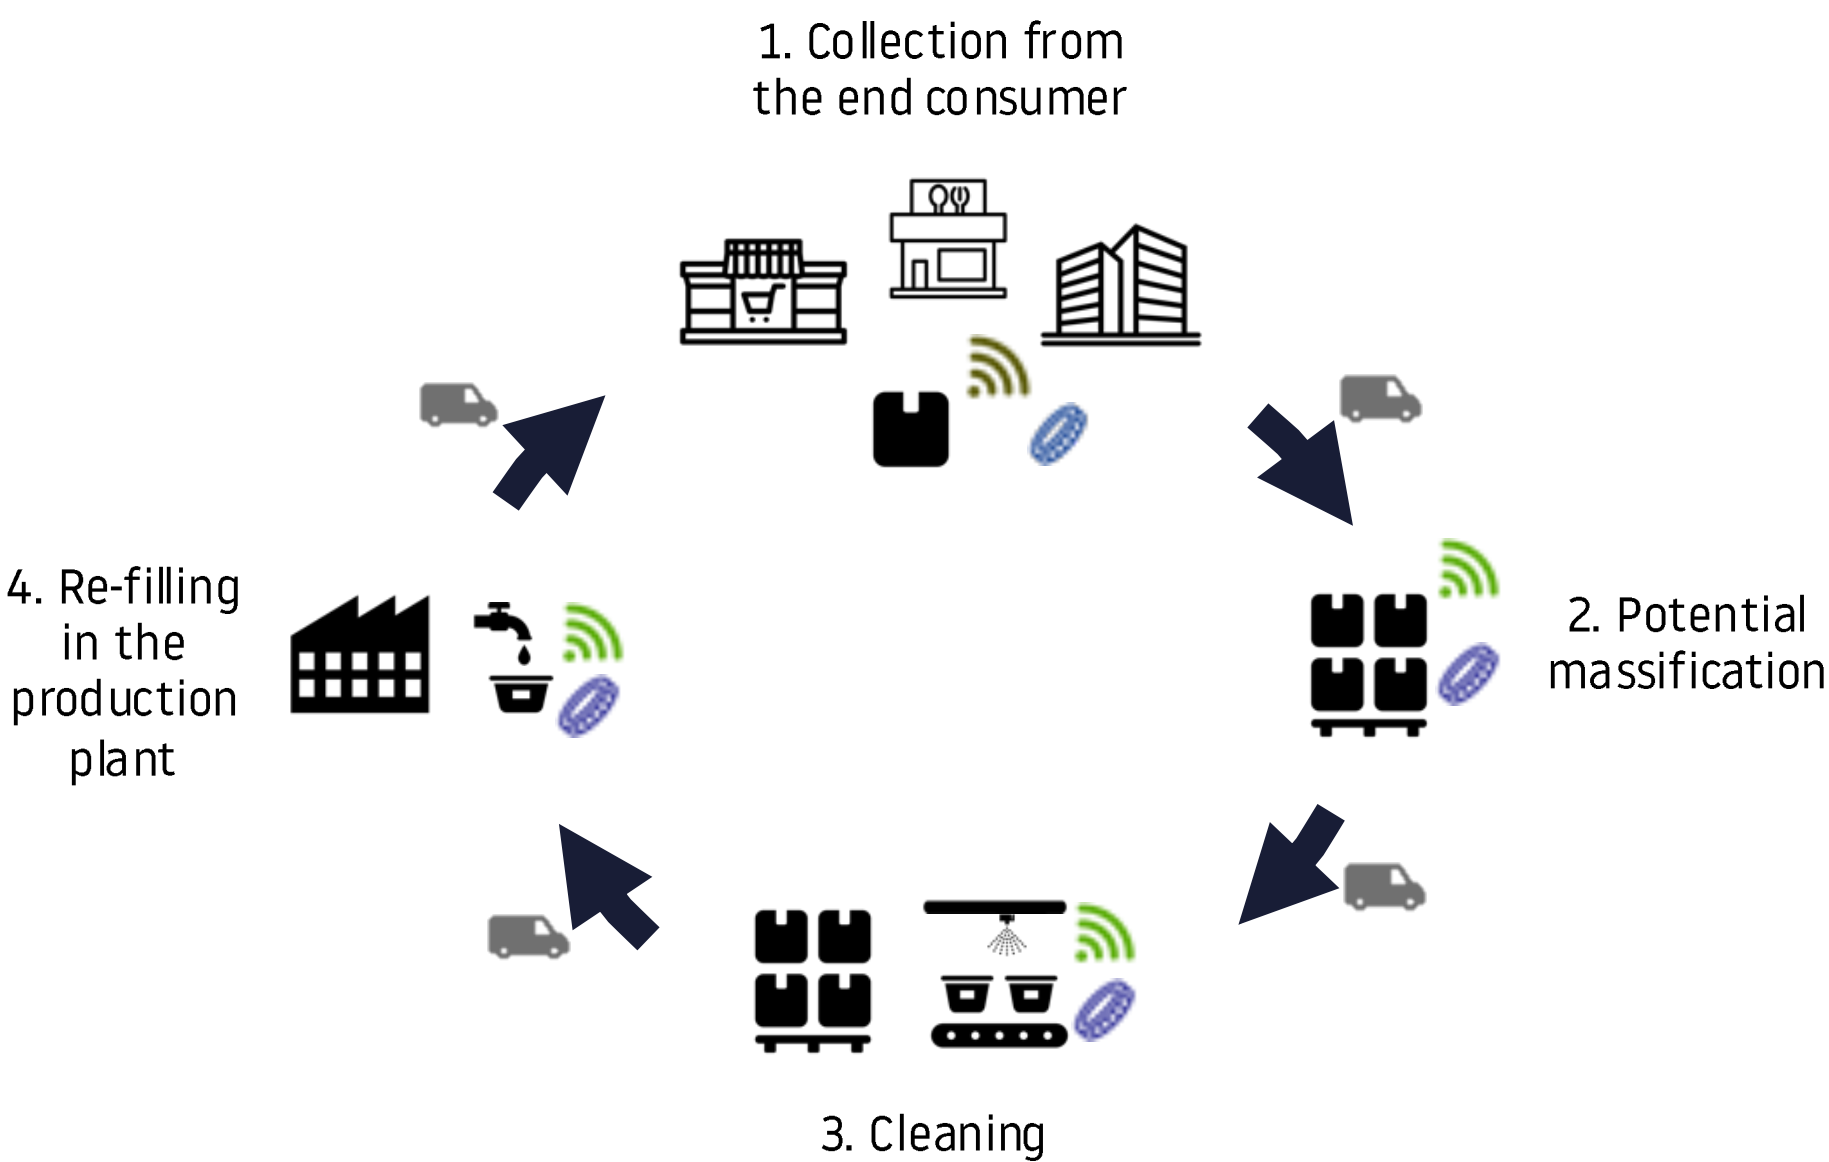 1. Collection from
the end consumer
2. Potential
massification
3. Cleaning
4. Re-filling
in the
production
plant